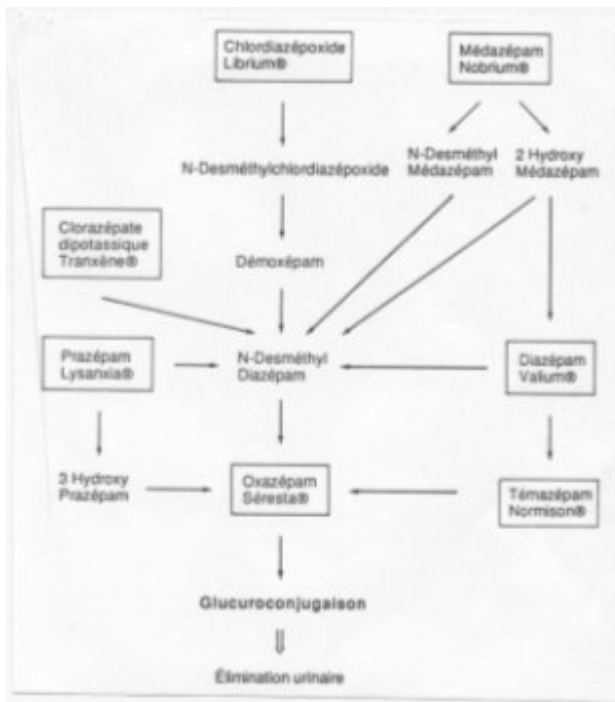 Chlordiazépoxide
Librium®
Médazépam
Nobrium®
N-Desméthylchlordiazépoxide
N-Desméthyl
Médazépam
2 Hydroxy
Médazépam
Clorazépate
dipotassique
Tranxène®
Démoxépam
Prazépam
Lysanxia®
N-Desméthyl
Diazépam
Diazépam
Valium®
3 Hydroxy
Prazépam
Oxazépam
Séresta®
Témazépam
Normison®
Glucuroconjugaison
Élimination urinaire